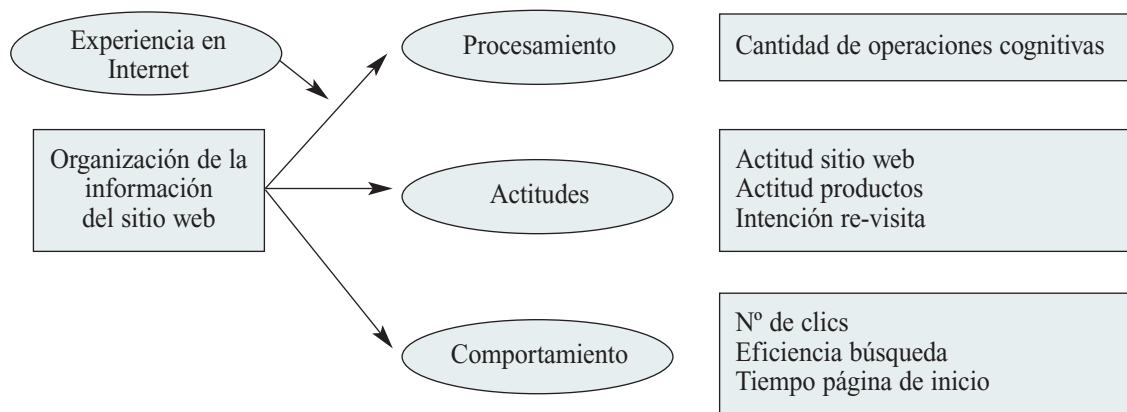 Experiencia en
Internet
Procesamiento
Cantidad de operaciones cognitivas
Organización de la
información
del sitio web
Actitudes
Actitud sitio web
Actitud productos
Intención re-visita
Comportamiento
Nº de clics
Eficiencia búsqueda
Tiempo página de inicio